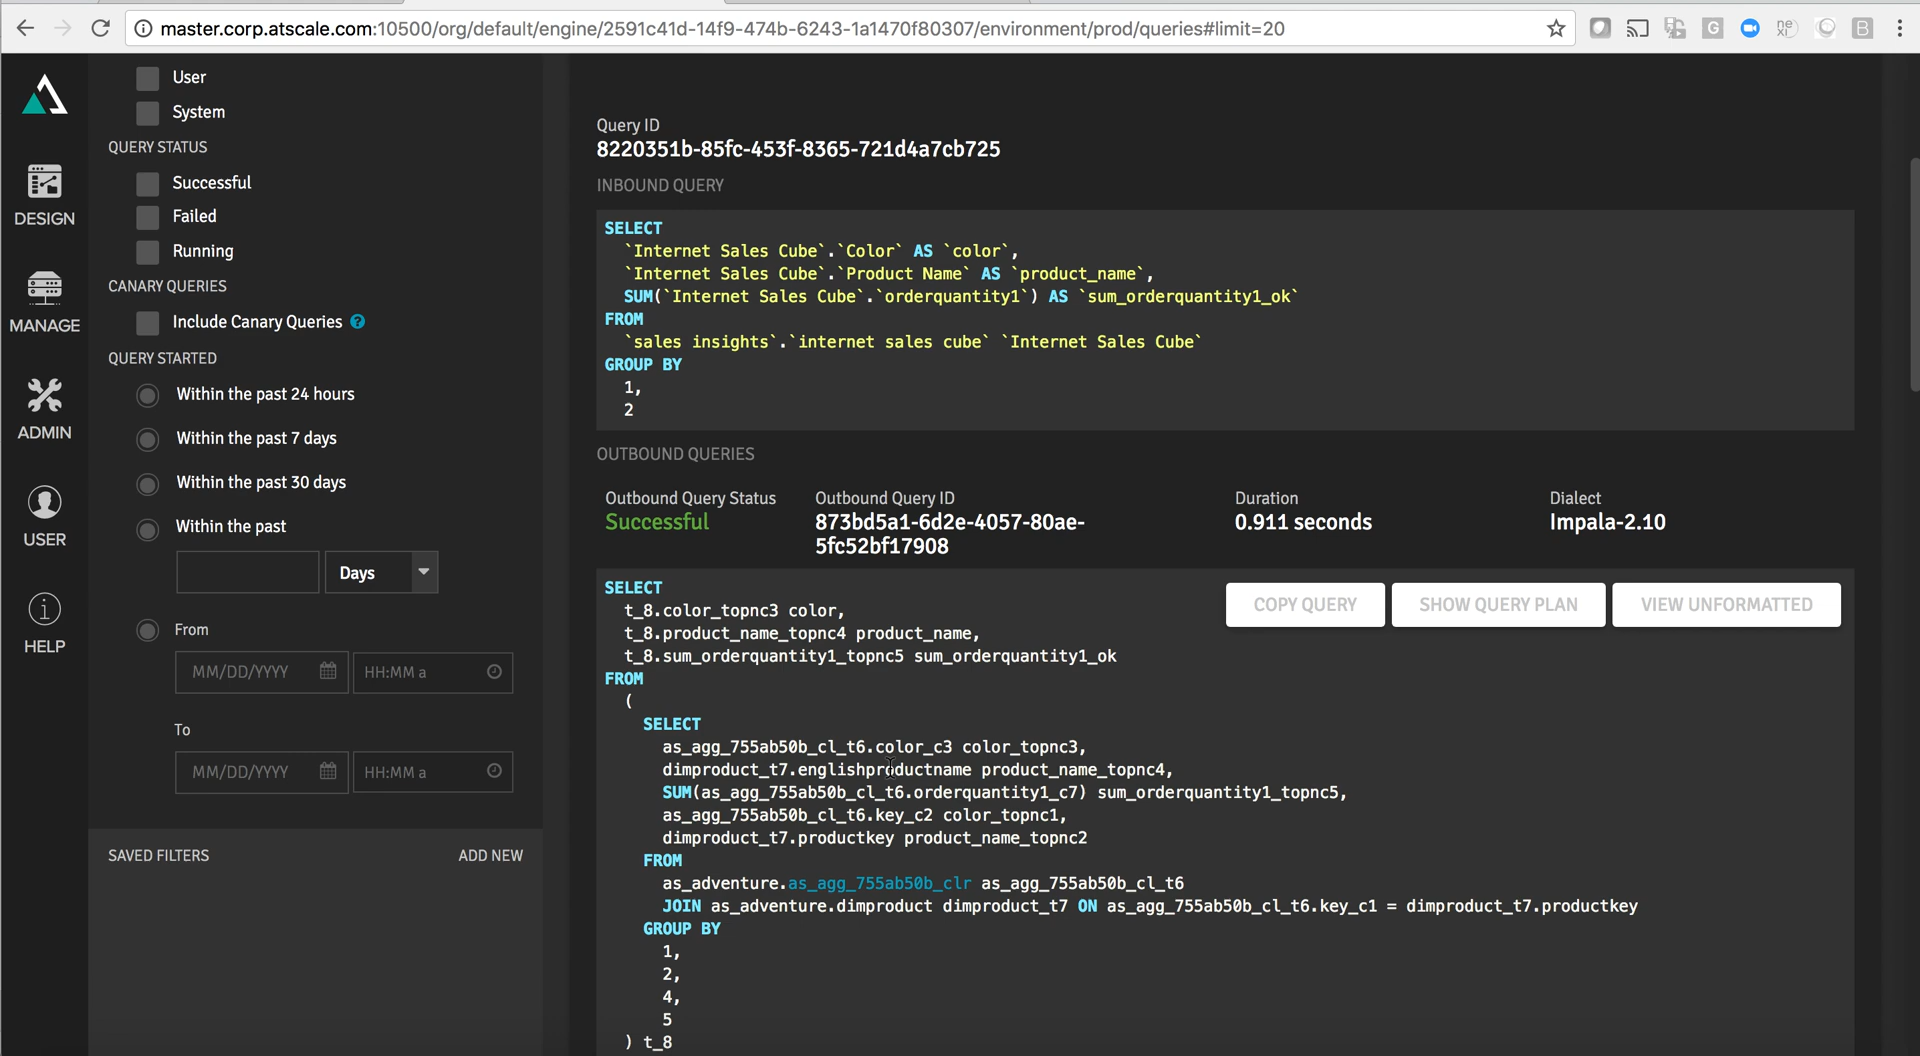 master.corp.atscale.com:10500/org/default/engine/2591c41d-14f9-474b-6243-1a1470f80307/environment/prod/queries#limit=20
G
ne
xi
B
DESIGN
MANAGE
ADMIN
USER
HELP
User
System
QUERY STATUS
Successful
Failed
Running
CANARY QUERIES
Include Canary Queries ?
QUERY STARTED
Within the past 24 hours
Within the past 7 days
Within the past 30 days
Within the past
Days
From
MM/DD/YYYY HH:MM a
To
MM/DD/YYYY HH:MM a
SAVED FILTERS ADD NEW
Query ID
8220351b-85fc-453f-8365-721d4a7cb725
INBOUND QUERY
SELECT
`Internet Sales Cube`.`Color` AS `color`,
`Internet Sales Cube`.`Product Name` AS `product_name`,
SUM(`Internet Sales Cube`.`orderquantity1`) AS `sum_orderquantity1_ok`
FROM
`sales insights`.`internet sales cube` `Internet Sales Cube`
GROUP BY
1,
2
OUTBOUND QUERIES
Outbound Query Status Outbound Query ID Duration Dialect
Successful 873bd5a1-6d2e-4057-80ae- 0.911 seconds Impala-2.10
5fc52bf17908
COPY QUERY SHOW QUERY PLAN VIEW UNFORMATTED
SELECT
t_8.color_topnc3 color,
t_8.product_name_topnc4 product_name,
t_8.sum_orderquantity1_topnc5 sum_orderquantity1_ok
FROM
(
SELECT
as_agg_755ab50b_cl_t6.color_c3 color_topnc3,
dimproduct_t7.englishproductname product_name_topnc4,
SUM(as_agg_755ab50b_cl_t6.orderquantity1_c7) sum_orderquantity1_topnc5,
as_agg_755ab50b_cl_t6.key_c2 color_topnc1,
dimproduct_t7.productkey product_name_topnc2
FROM
as_adventure.as_agg_755ab50b_clr as_agg_755ab50b_cl_t6
JOIN as_adventure.dimproduct dimproduct_t7 ON as_agg_755ab50b_cl_t6.key_c1 = dimproduct_t7.productkey
GROUP BY
1,
2,
4,
5
) t_8